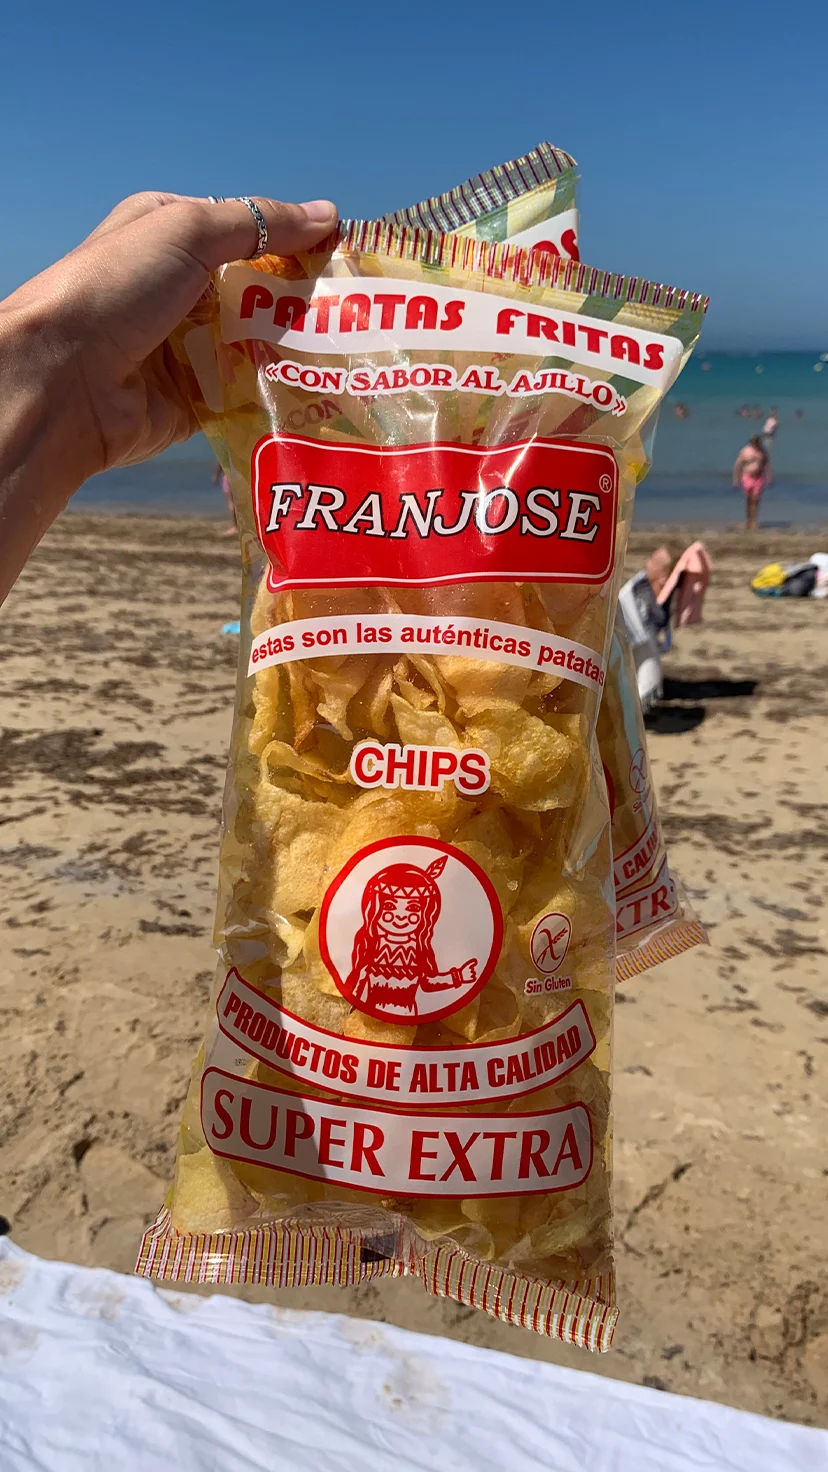 PATATAS FRITAS
«CON SABOR AL AJILLO»
FRANJOSE®
estas son las auténticas patatas
CHIPS
Sin Gluten
PRODUCTOS DE ALTA CALIDAD
SUPER EXTRA